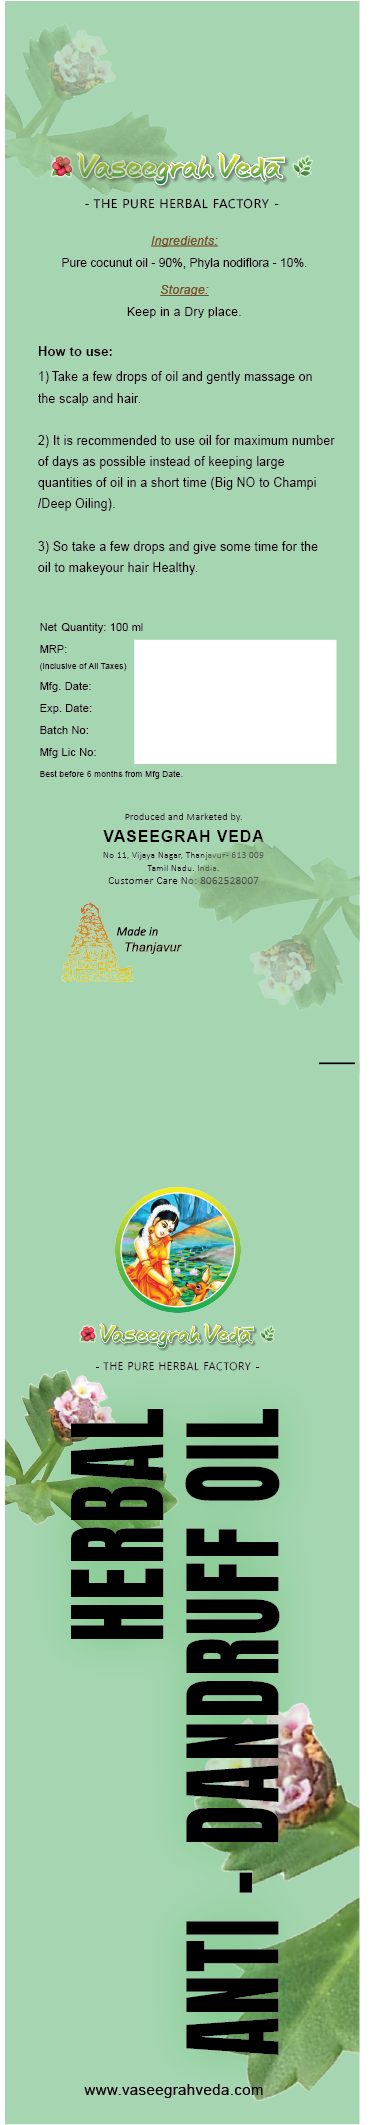 Vaseegrah Veda
- THE PURE HERBAL FACTORY -
Ingredients:
Pure cocunut oil - 90%, Phyla nodiflora - 10%.
Storage:
Keep in a Dry place.
How to use:
1) Take a few drops of oil and gently massage on
the scalp and hair.
2) It is recommended to use oil for maximum number
of days as possible instead of keeping large
quantities of oil in a short time (Big NO to Champi
/Deep Oiling).
3) So take a few drops and give some time for the
oil to makeyour hair Healthy.
Net Quantity: 100 ml
MRP:
(Inclusive of All Taxes)
Mfg. Date:
Exp. Date:
Batch No:
Mfg Lic No:
Best before 6 months from Mfg Date.
Produced and Marketed by.
VASEEGRAH VEDA
No 11, Vijaya Nagar, Thanjavur- 613 009
Tamil Nadu. India.
Customer Care No: 8062528007
Made in
Thanjavur
Vaseegrah Veda
- THE PURE HERBAL FACTORY -
HERBAL
ANTI - DANDRUFF OIL
www.vaseegrahveda.com